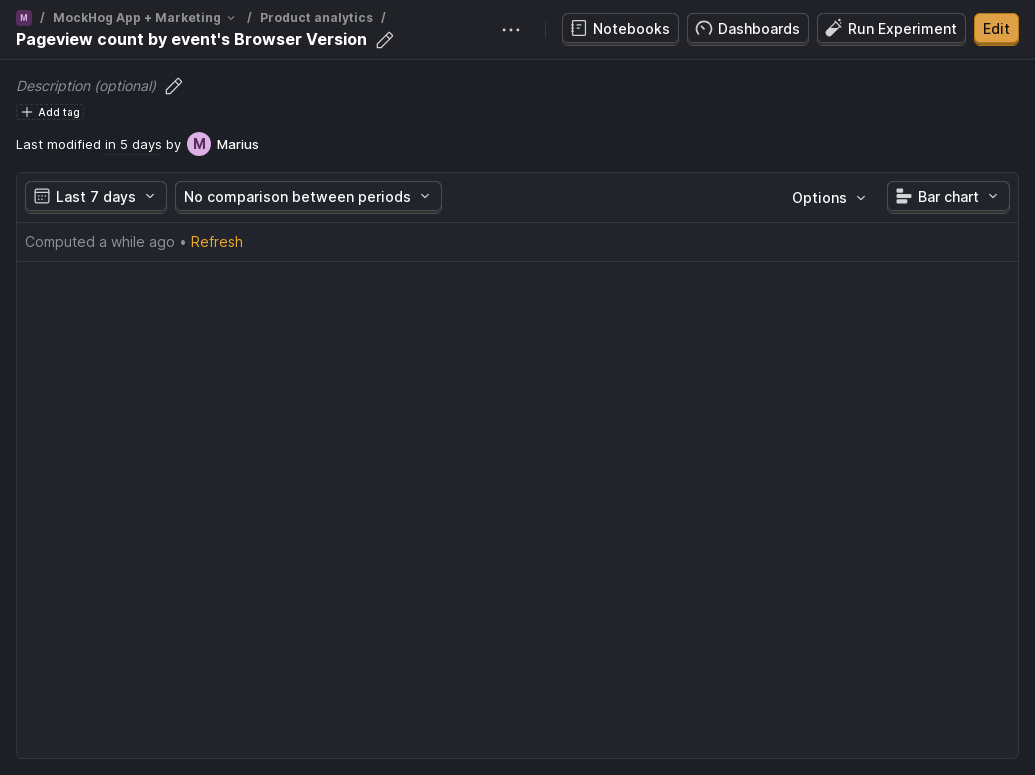 M / MockHog App + Marketing / Product analytics /
Pageview count by event's Browser Version
Notebooks
Dashboards
Run Experiment
Edit
Description (optional)
Add tag
Last modified in 5 days by M Marius
Last 7 days
No comparison between periods
Options
Bar chart
Computed a while ago • Refresh